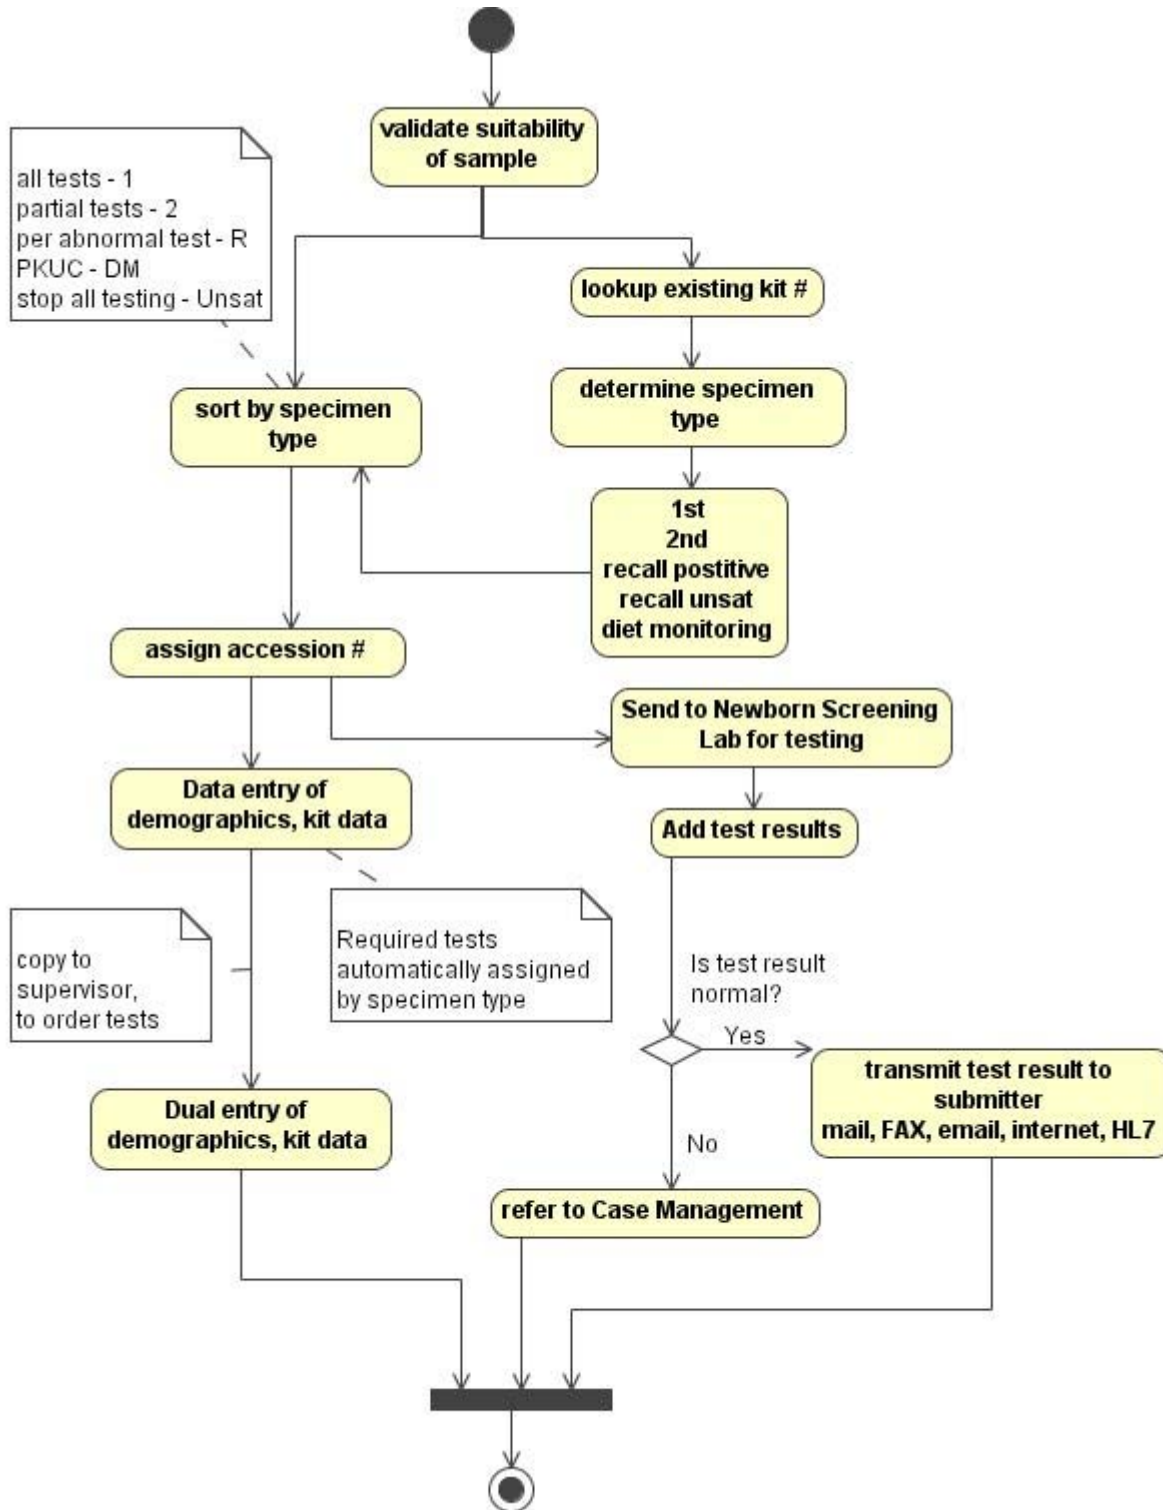 validate suitability
of sample
all tests - 1
partial tests - 2
per abnormal test - R
PKUC - DM
stop all testing - Unsat
lookup existing kit #
sort by specimen
type
determine specimen
type
1st
2nd
recall postitive
recall unsat
diet monitoring
assign accession #
Send to Newborn Screening
Lab for testing
Data entry of
demographics, kit data
Add test results
copy to
supervisor,
to order tests
Required tests
automatically assigned
by specimen type
Is test result
normal?
Yes
transmit test result to
submitter
mail, FAX, email, internet, HL7
Dual entry of
demographics, kit data
No
refer to Case Management